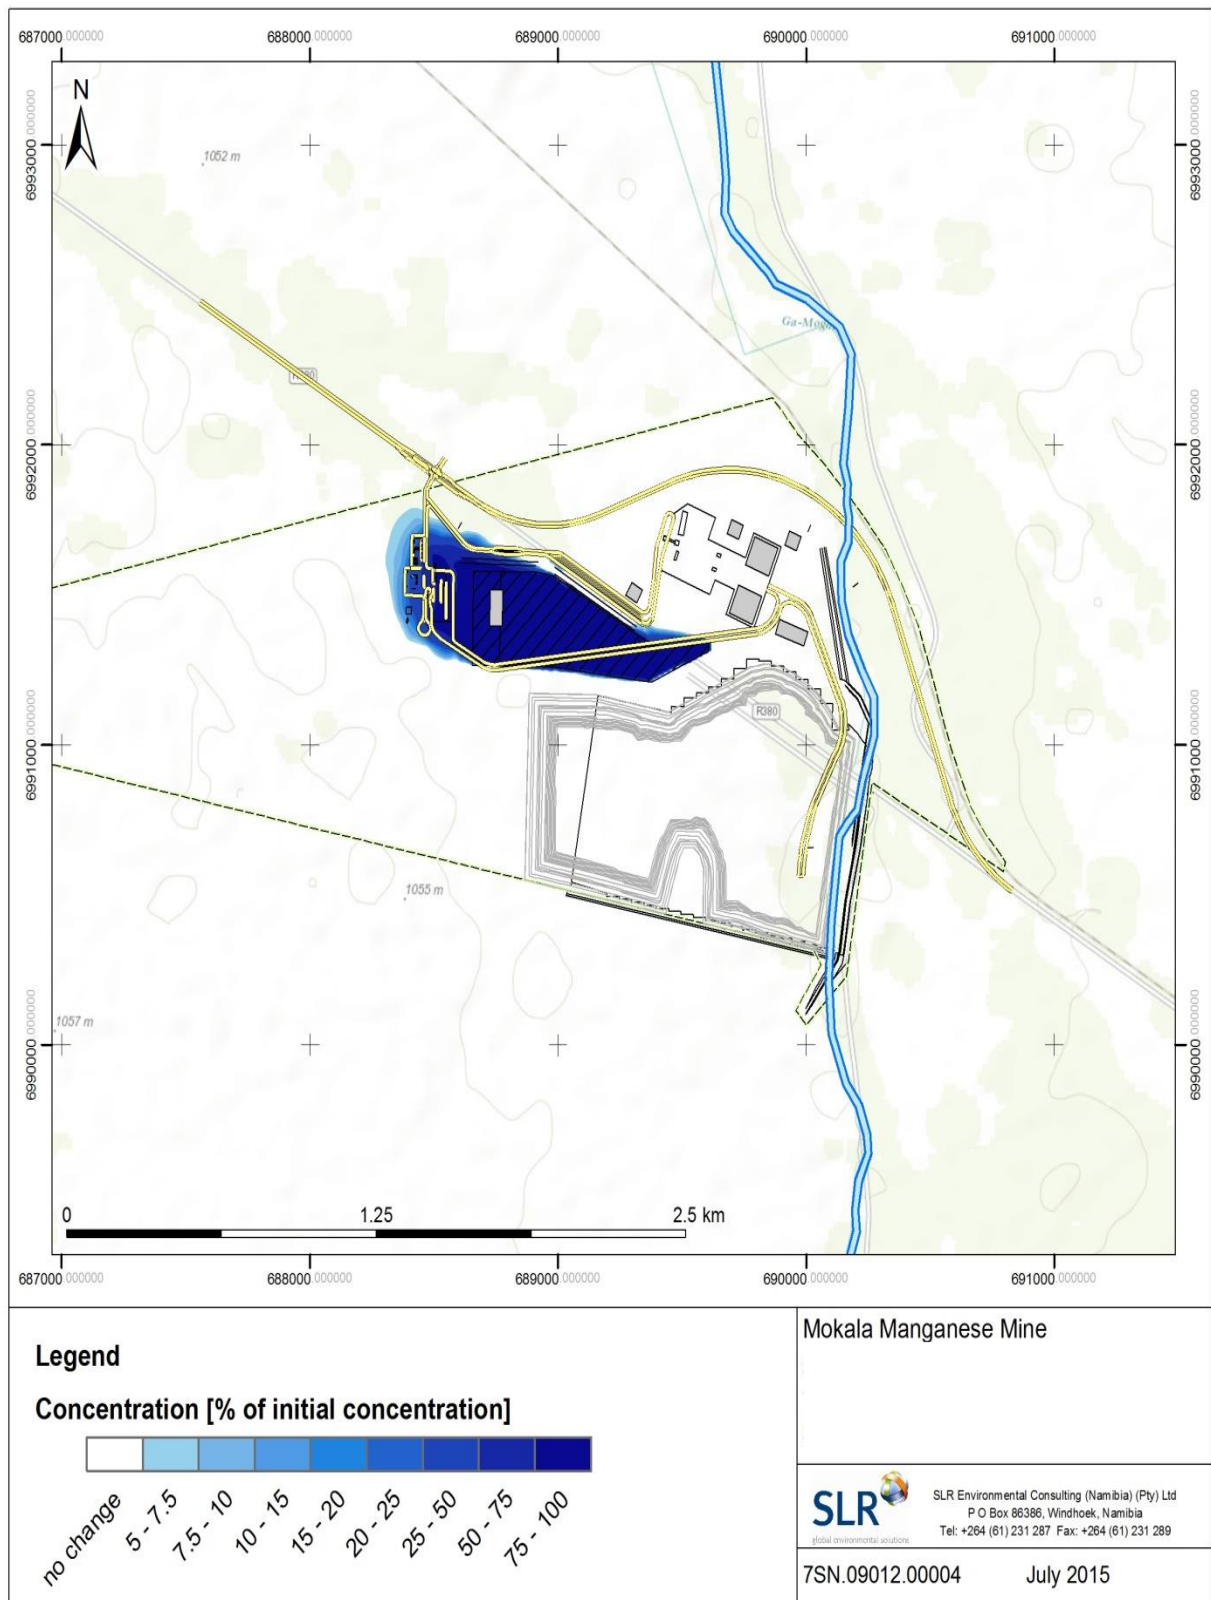 687000.000000 688000.000000 689000.000000 690000.000000 691000.000000
N
6993000.000000 6993000.000000
1052 m
Ga-Mog
R380
6992000.000000 6992000.000000
R380
6991000.000000 6991000.000000
1055 m
1057 m
6990000.000000 6990000.000000
0 1.25 2.5 km
687000.000000 688000.000000 689000.000000 690000.000000 691000.000000
Legend
Concentration [% of initial concentration]
no change 5 - 7.5 7.5 - 10 10 - 15 15 - 20 20 - 25 25 - 50 50 - 75 75 - 100
Mokala Manganese Mine
SLR
global environmental solutions
SLR Environmental Consulting (Namibia) (Pty) Ltd
P O Box 86386, Windhoek, Namibia
Tel: +264 (61) 231 287 Fax: +264 (61) 231 289
7SN.09012.00004 July 2015